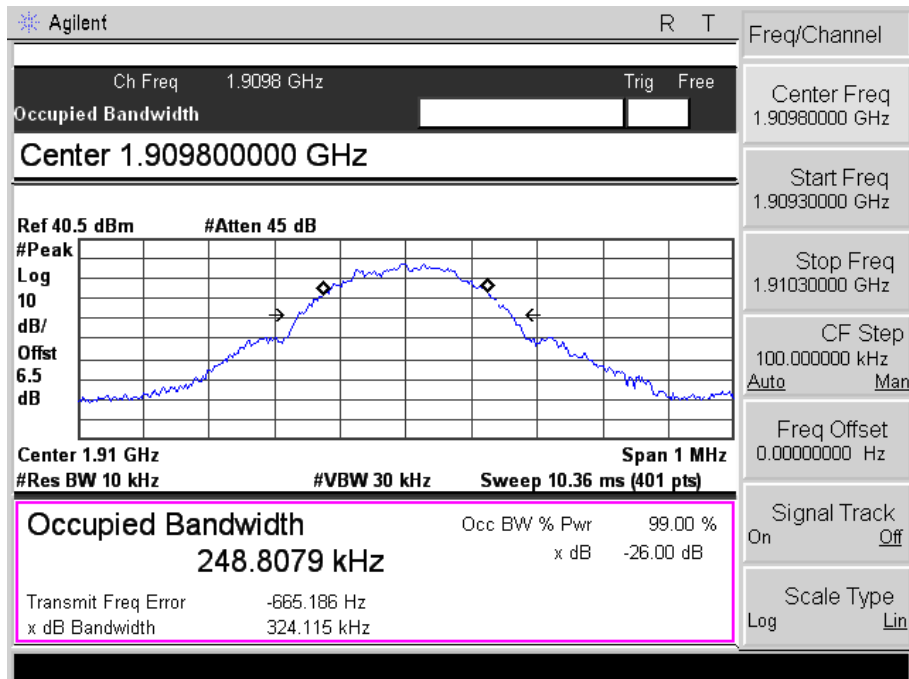 Agilent R T
Ch Freq 1.9098 GHz Trig Free
Occupied Bandwidth
Center 1.909800000 GHz
Ref 40.5 dBm #Atten 45 dB
#Peak
Log
10
dB/
Offst
6.5
dB
Center 1.91 GHz Span 1 MHz
#Res BW 10 kHz #VBW 30 kHz Sweep 10.36 ms (401 pts)
Occupied Bandwidth
248.8079 kHz
Occ BW % Pwr 99.00 %
x dB -26.00 dB
Transmit Freq Error -665.186 Hz
x dB Bandwidth 324.115 kHz
Freq/Channel
Center Freq
1.90980000 GHz
Start Freq
1.90930000 GHz
Stop Freq
1.91030000 GHz
CF Step
100.000000 kHz
Auto Man
Freq Offset
0.00000000 Hz
Signal Track
On Off
Scale Type
Log Lin